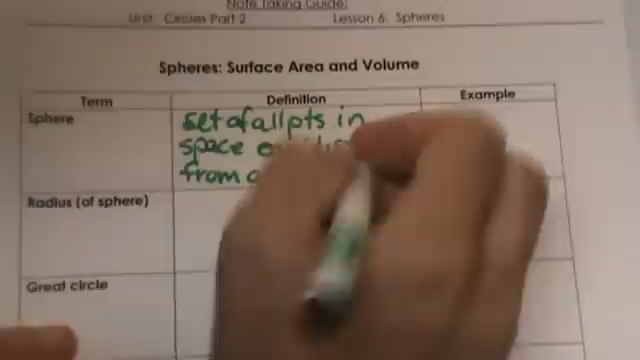 Note Taking Guide:
Unit: Circles Part 2 Lesson 6: Spheres
Spheres: Surface Area and Volume
Term Definition Example
Sphere set of all pts in
space
from a
Radius (of sphere)
Great circle